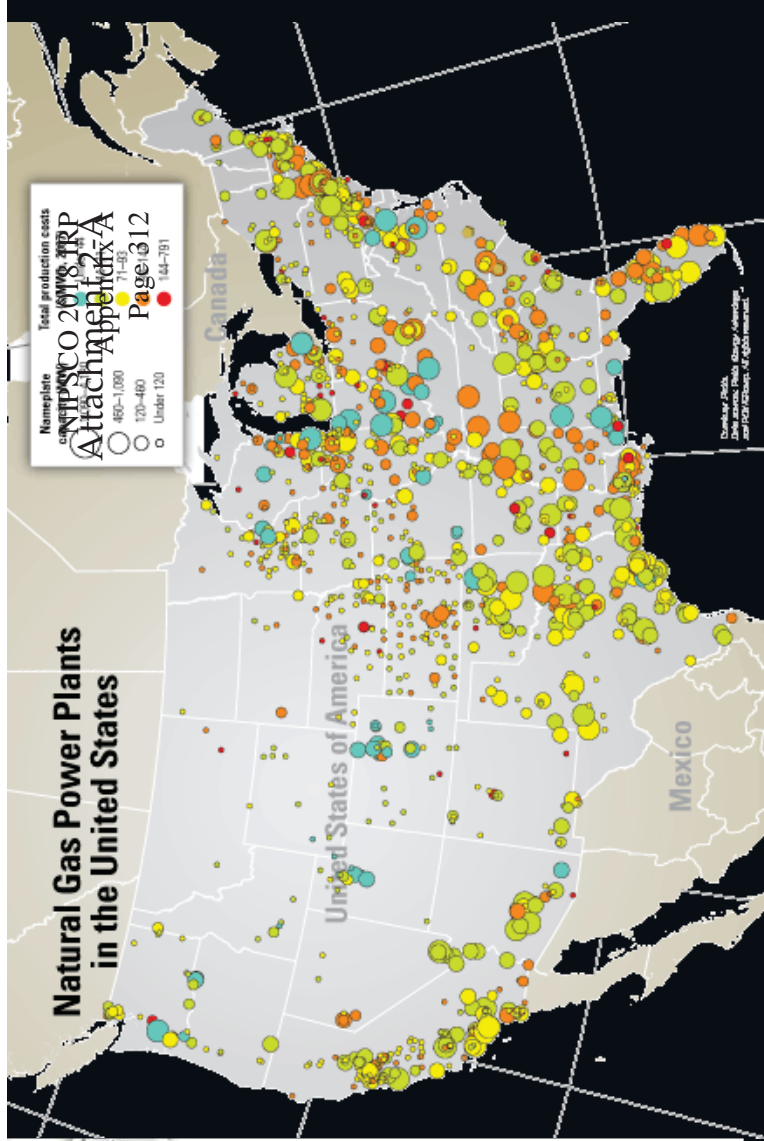 Natural Gas Power Plants
in the United States
Canada
United States of America
Mexico
Nameplate
460–1,090
120–460
Under 120
Total production costs
71–93
144–791
NIPSCO 2018 IRP
Attachment 2-A
Appendix A
Page 312